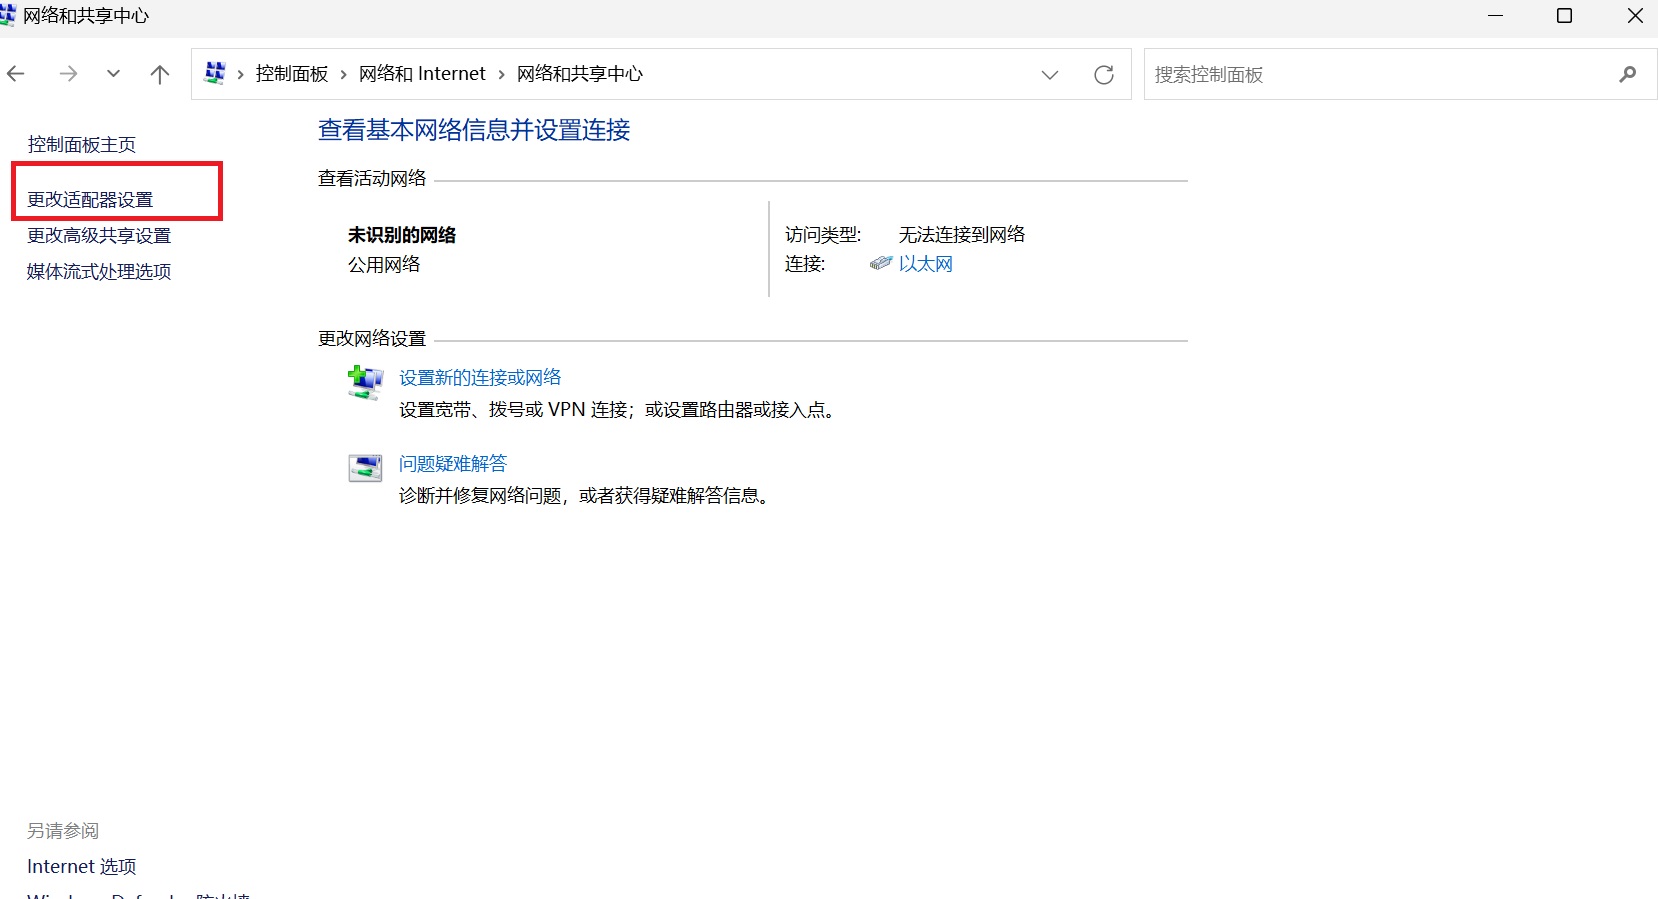 网络和共享中心
控制面板 › 网络和 Internet › 网络和共享中心
搜索控制面板
控制面板主页
更改适配器设置
更改高级共享设置
媒体流式处理选项
查看基本网络信息并设置连接
查看活动网络
未识别的网络
公用网络
访问类型: 无法连接到网络
连接: 以太网
更改网络设置
设置新的连接或网络
设置宽带、拨号或 VPN 连接；或设置路由器或接入点。
问题疑难解答
诊断并修复网络问题，或者获得疑难解答信息。
另请参阅
Internet 选项
Windows Defender 防火墙